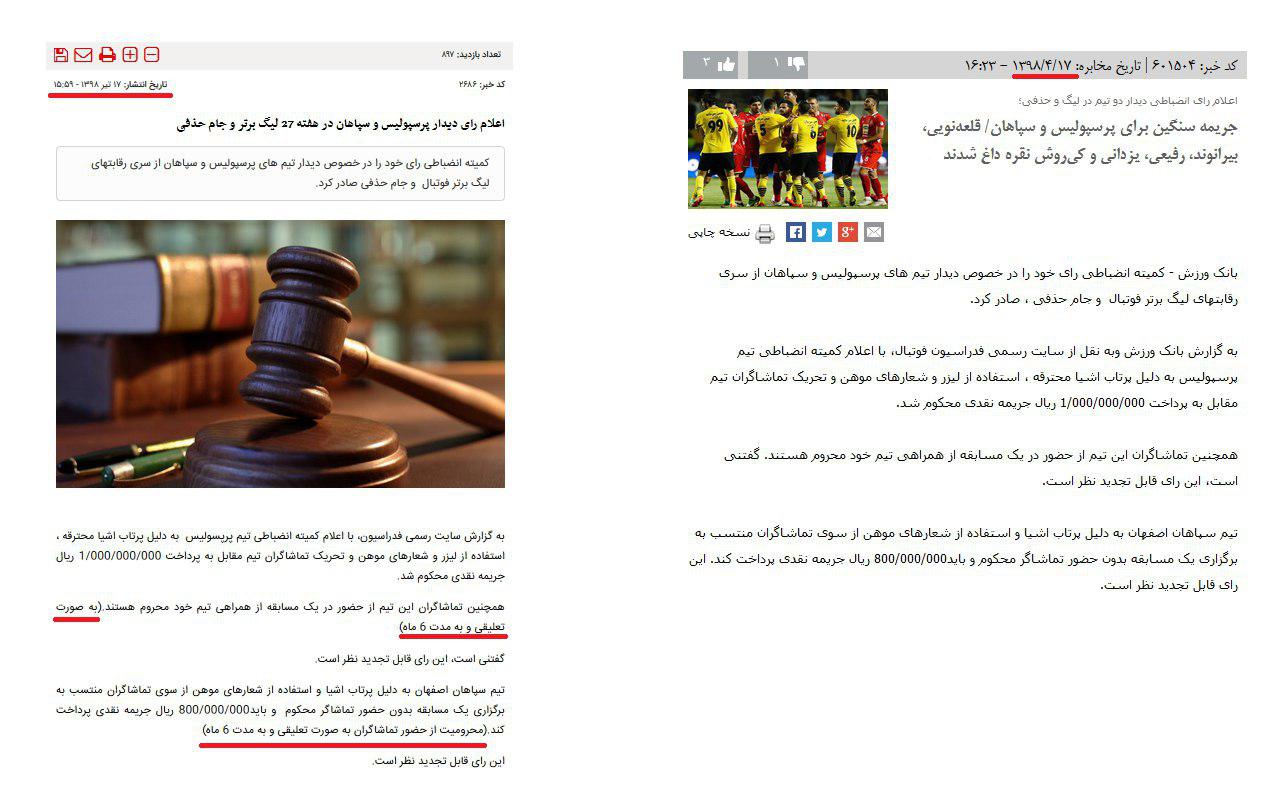 کد خبر: ۶۰۱۵۰۴ | تاریخ مخابره: ۱۳۹۸/۴/۱۷ - ۱۶:۲۳
۱
۳
اعلام رای انضباطی دیدار دو تیم در لیگ و حذفی؛
جریمه سنگین برای پرسپولیس و سپاهان/ قلعه‌نویی،
بیرانوند، رفیعی، یزدانی و کی‌روش نقره داغ شدند
99
5
6
10
نسخه چاپی
بانک ورزش - کمیته انضباطی رای خود را در خصوص دیدار تیم های پرسپولیس و سپاهان از سری
رقابتهای لیگ برتر فوتبال و جام حذفی ، صادر کرد.
به گزارش بانک ورزش وبه نقل از سایت رسمی فدراسیون فوتبال، با اعلام کمیته انضباطی تیم
پرسپولیس به دلیل پرتاب اشیا محترقه ، استفاده از لیزر و شعارهای موهن و تحریک تماشاگران تیم
مقابل به پرداخت 1/000/000/000 ریال جریمه نقدی محکوم شد.
همچنین تماشاگران این تیم از حضور در یک مسابقه از همراهی تیم خود محروم هستند. گفتنی
است، این رای قابل تجدید نظر است.
تیم سپاهان اصفهان به دلیل پرتاب اشیا و استفاده از شعارهای موهن از سوی تماشاگران منتسب به
برگزاری یک مسابقه بدون حضور تماشاگر محکوم و باید800/000/000 ریال جریمه نقدی پرداخت کند. این
رای قابل تجدید نظر است.
تعداد بازدید: ۸۹۷
کد خبر: ۲۶۸۶
تاریخ انتشار: ۱۷ تیر ۱۳۹۸ - ۱۵:۵۹
اعلام رای دیدار پرسپولیس و سپاهان در هفته 27 لیگ برتر و جام حذفی
کمیته انضباطی رای خود را در خصوص دیدار تیم های پرسپولیس و سپاهان از سری رقابتهای
لیگ برتر فوتبال و جام حذفی صادر کرد.
به گزارش سایت رسمی فدراسیون، با اعلام کمیته انضباطی تیم پرپسولیس به دلیل پرتاب اشیا محترقه ،
استفاده از لیزر و شعارهای موهن و تحریک تماشاگران تیم مقابل به پرداخت 1/000/000/000 ریال
جریمه نقدی محکوم شد.
همچنین تماشاگران این تیم از حضور در یک مسابقه از همراهی تیم خود محروم هستند.(به صورت
تعلیقی و به مدت 6 ماه)
گفتنی است، این رای قابل تجدید نظر است.
تیم سپاهان اصفهان به دلیل پرتاب اشیا و استفاده از شعارهای موهن از سوی تماشاگران منتسب به
برگزاری یک مسابقه بدون حضور تماشاگر محکوم و باید800/000/000 ریال جریمه نقدی پرداخت
کند.(محرومیت از حضور تماشاگران به صورت تعلیقی و به مدت 6 ماه)
این رای قابل تجدید نظر است.